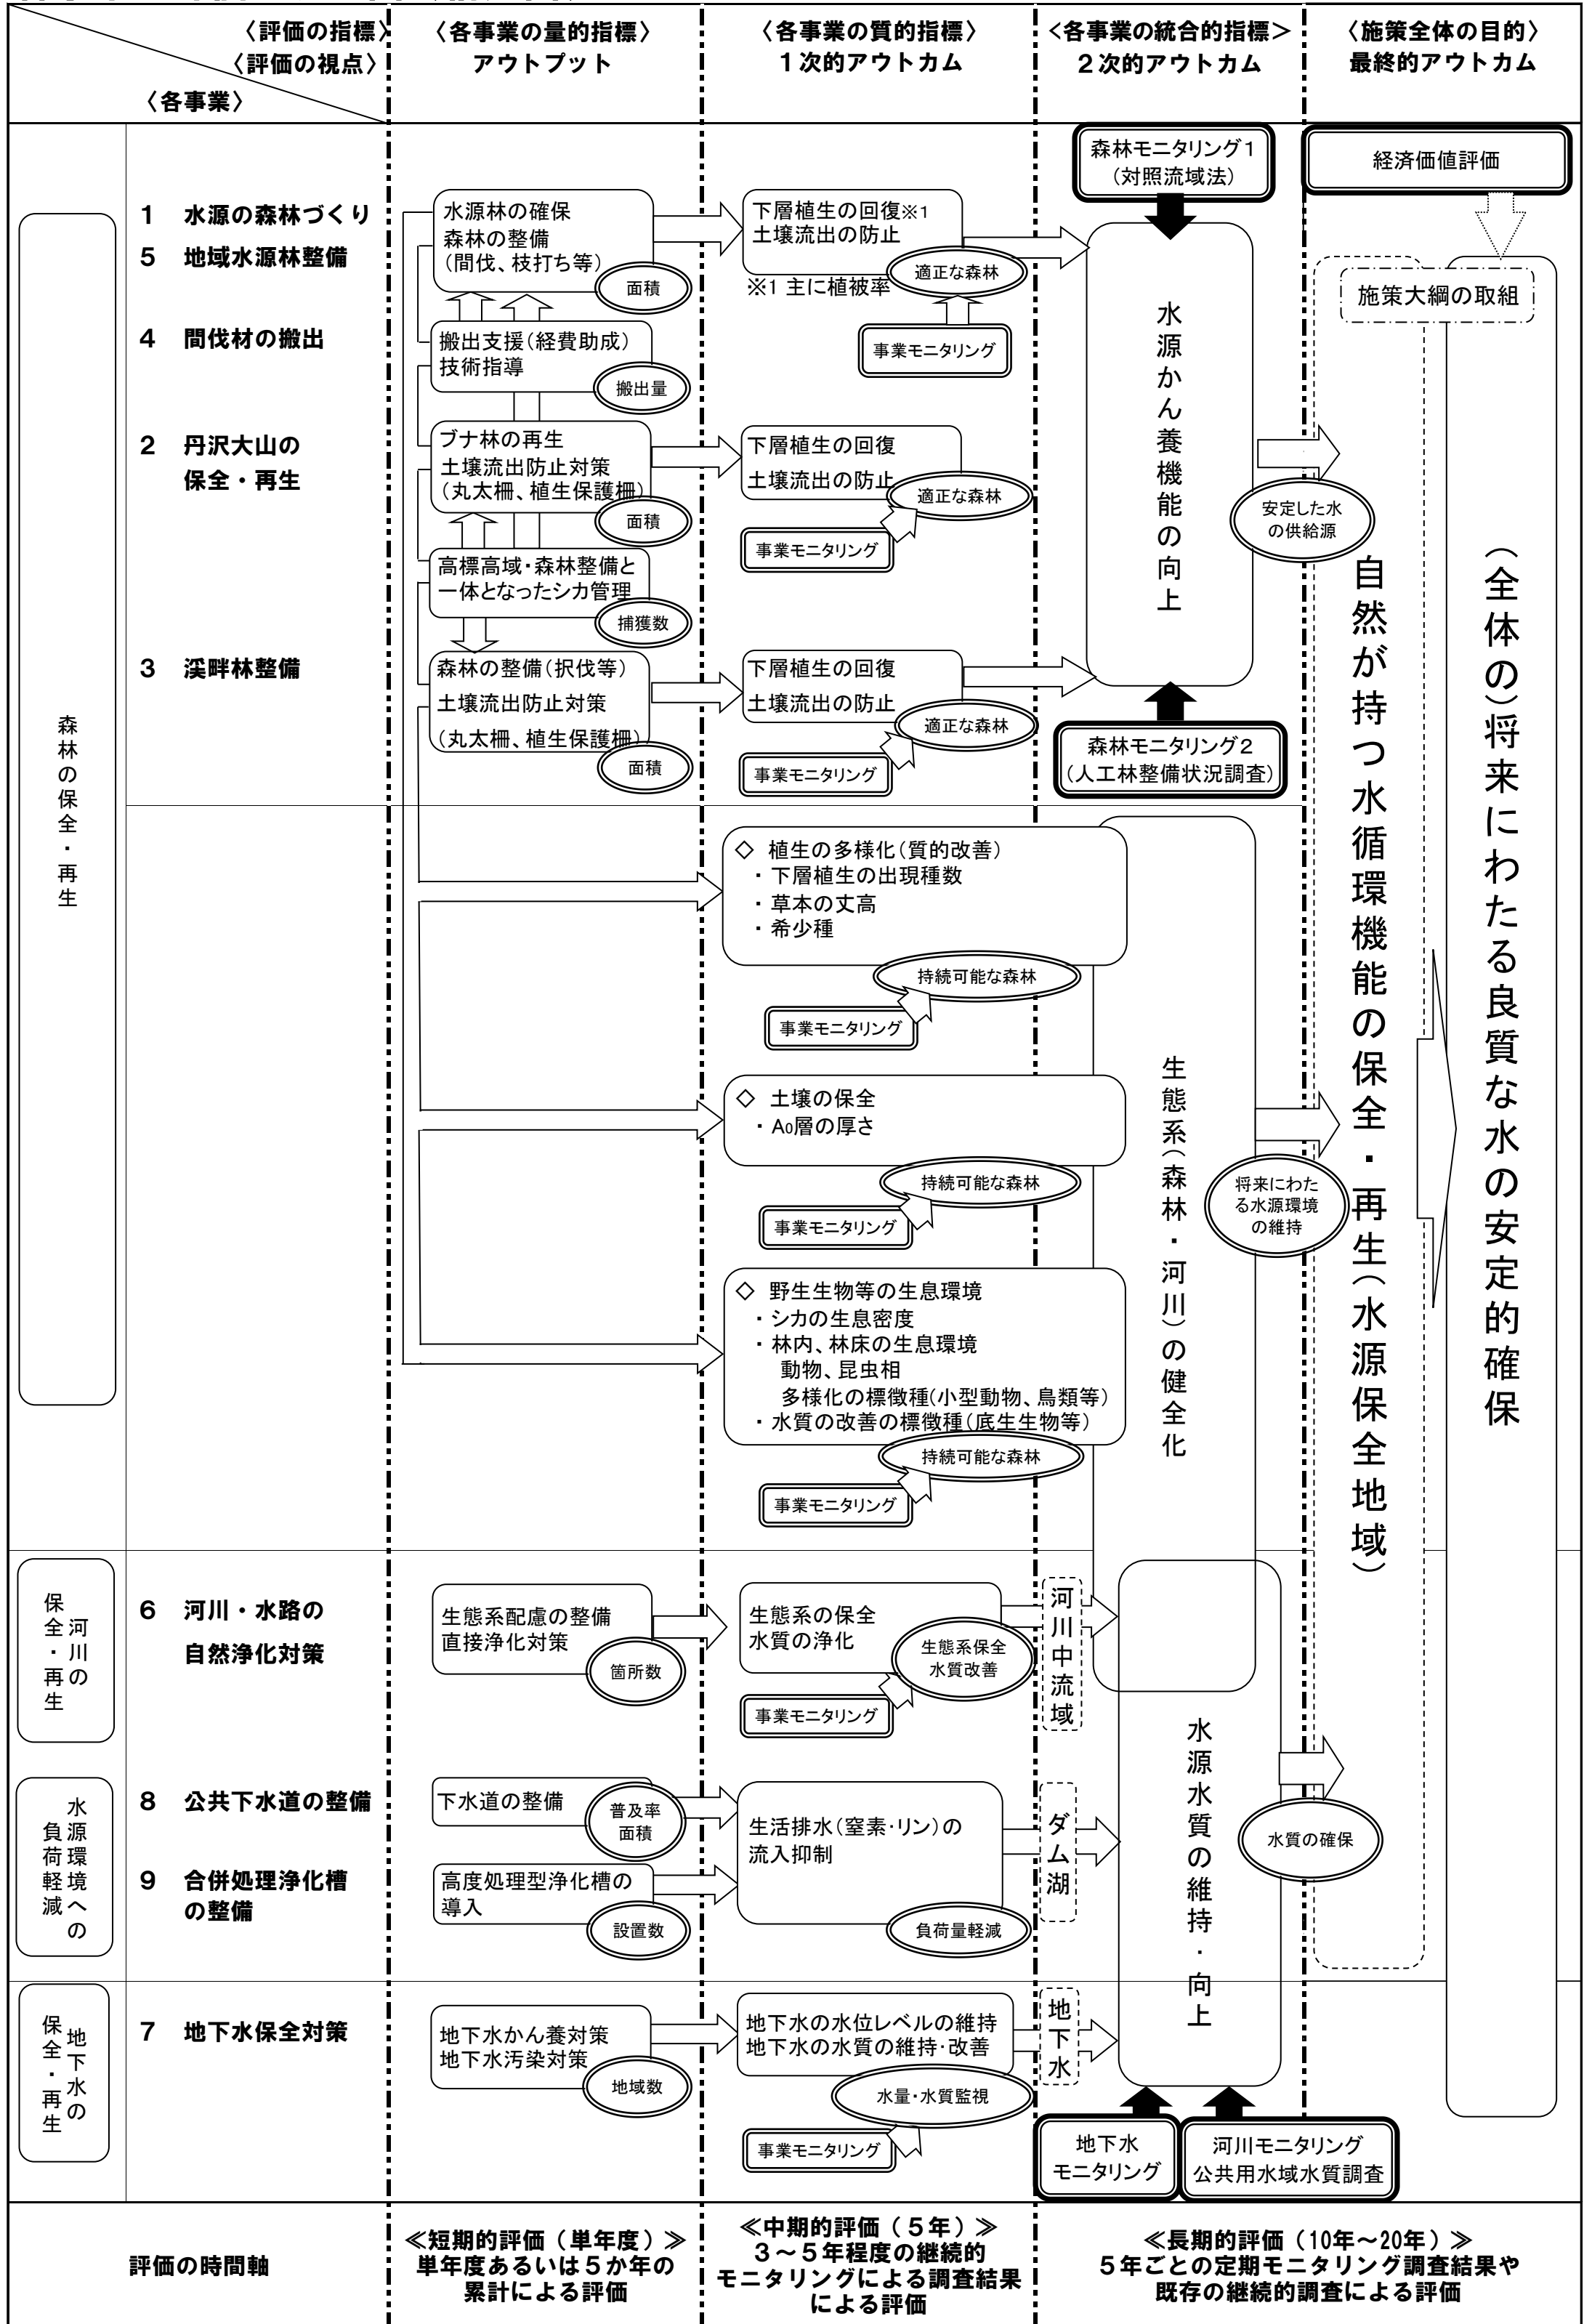 〈評価の指標〉
〈評価の視点〉
〈各事業〉
〈各事業の量的指標〉
アウトプット
〈各事業の質的指標〉
１次的アウトカム
＜各事業の統合的指標＞
２次的アウトカム
〈施策全体の目的〉
最終的アウトカム
森林の保全・再生
1　水源の森林づくり
5　地域水源林整備
4　間伐材の搬出
2　丹沢大山の
保全・再生
3　渓畔林整備
水源林の確保
森林の整備
（間伐、枝打ち等）
面積
搬出支援（経費助成）
技術指導
搬出量
ブナ林の再生
土壌流出防止対策
（丸太柵、植生保護柵）
面積
高標高域・森林整備と
一体となったシカ管理
捕獲数
森林の整備（択伐等）
土壌流出防止対策
（丸太柵、植生保護柵）
面積
下層植生の回復※1
土壌流出の防止
適正な森林
※1 主に植被率
事業モニタリング
下層植生の回復
土壌流出の防止
適正な森林
事業モニタリング
下層植生の回復
土壌流出の防止
適正な森林
事業モニタリング
◇ 植生の多様化（質的改善）
・下層植生の出現種数
・草本の丈高
・希少種
持続可能な森林
事業モニタリング
◇ 土壌の保全
・A0層の厚さ
持続可能な森林
事業モニタリング
◇ 野生生物等の生息環境
・シカの生息密度
・林内、林床の生息環境
動物、昆虫相
多様化の標徴種（小型動物、鳥類等）
・水質の改善の標徴種（底生生物等）
持続可能な森林
事業モニタリング
森林モニタリング１
（対照流域法）
水源かん養機能の向上
森林モニタリング２
（人工林整備状況調査）
安定した水
の供給源
生態系（森林・河川）の健全化
将来にわた
る水源環境
の維持
経済価値評価
施策大綱の取組
自然が持つ水循環機能の保全・再生（水源保全地域）
（全体の）将来にわたる良質な水の安定的確保
河川の
保全・再生
6　河川・水路の
自然浄化対策
生態系配慮の整備
直接浄化対策
箇所数
生態系の保全
水質の浄化
生態系保全
水質改善
事業モニタリング
河川中流域
水源環境への
負荷軽減
8　公共下水道の整備
9　合併処理浄化槽
の整備
下水道の整備
普及率
面積
高度処理型浄化槽の
導入
設置数
生活排水（窒素・リン）の
流入抑制
負荷量軽減
ダム湖
水源水質の維持・向上
水質の確保
地下水の
保全・再生
7　地下水保全対策
地下水かん養対策
地下水汚染対策
地域数
地下水の水位レベルの維持
地下水の水質の維持・改善
水量・水質監視
事業モニタリング
地下水
地下水
モニタリング
河川モニタリング
公共用水域水質調査
評価の時間軸
≪短期的評価（単年度）≫
単年度あるいは５か年の
累計による評価
≪中期的評価（５年）≫
３～５年程度の継続的
モニタリングによる調査結果
による評価
≪長期的評価（10年～20年）≫
５年ごとの定期モニタリング調査結果や
既存の継続的調査による評価